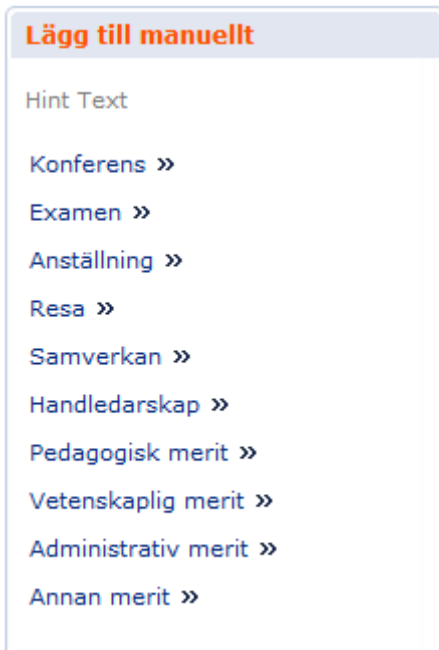 Lägg till manuellt
Hint Text
Konferens »
Examen »
Anställning »
Resa »
Samverkan »
Handledarskap »
Pedagogisk merit »
Vetenskaplig merit »
Administrativ merit »
Annan merit »